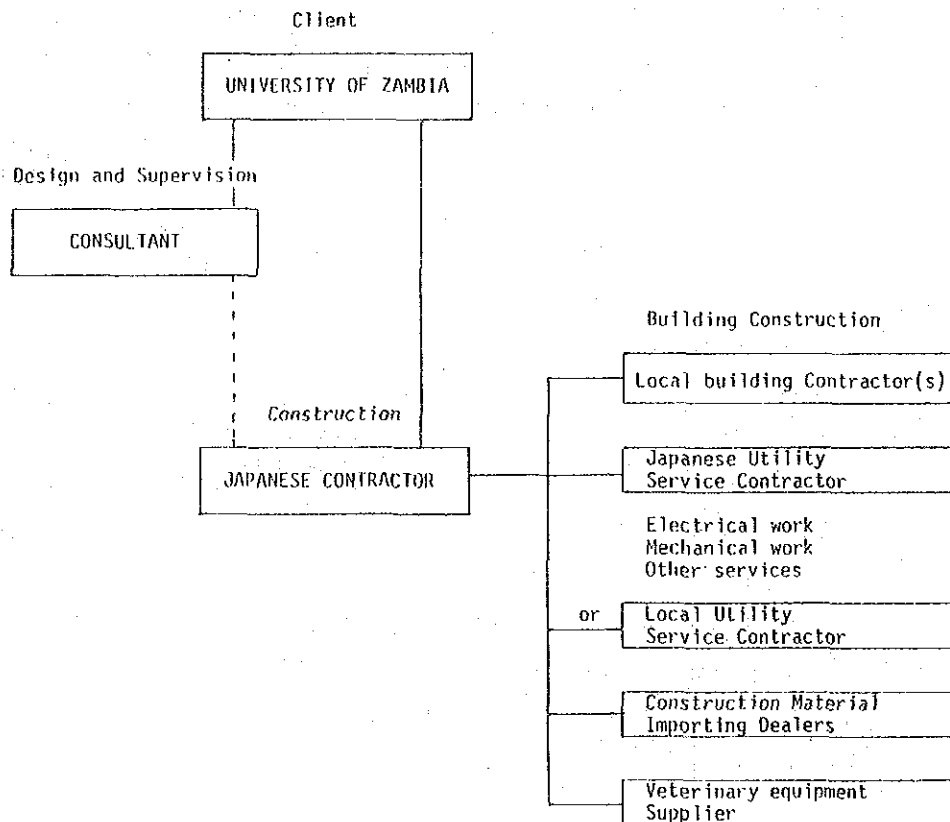 Client
UNIVERSITY OF ZAMBIA
Design and Supervision
CONSULTANT
Construction
JAPANESE CONTRACTOR
Building Construction
Local building Contractor(s)
Japanese Utility
Service Contractor
Electrical work
Mechanical work
Other services
or
Local Utility
Service Contractor
Construction Material
Importing Dealers
Veterinary equipment
Supplier